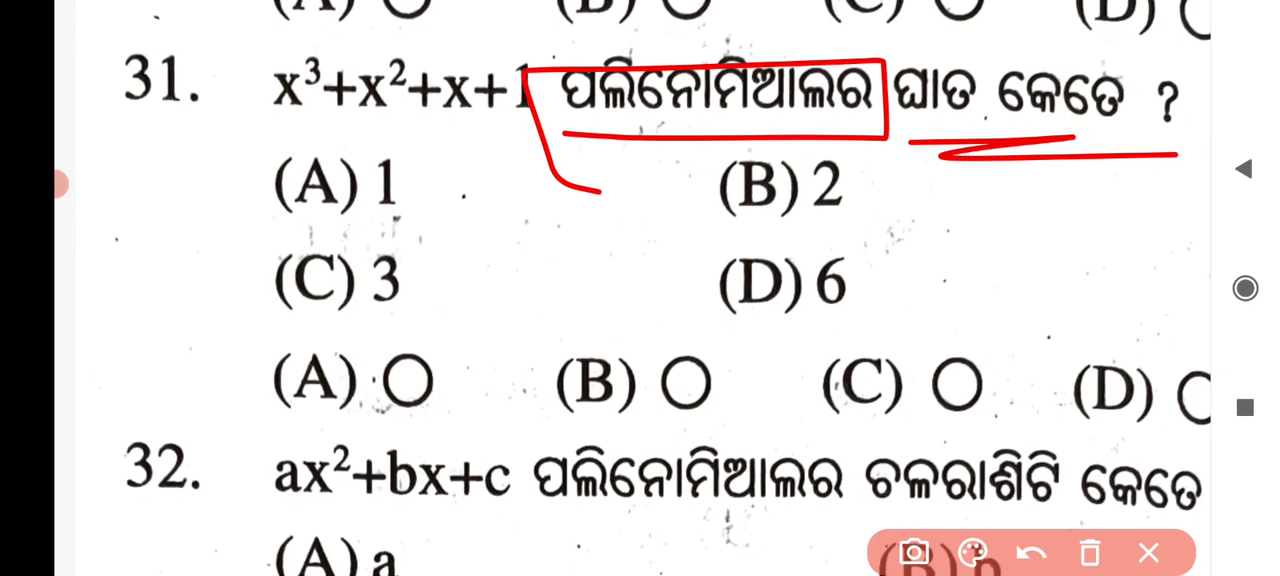 (A) (B) (C) (D)
31. x³+x²+x+1 ପଲିନୋମିଆଲର ଘାତ କେତେ ?
(A) 1 (B) 2
(C) 3 (D) 6
(A) (B) (C) (D)
32. ax²+bx+c ପଲିନୋମିଆଲର ଚଳରାଶିଟି କେତେ
(A) a (B) b